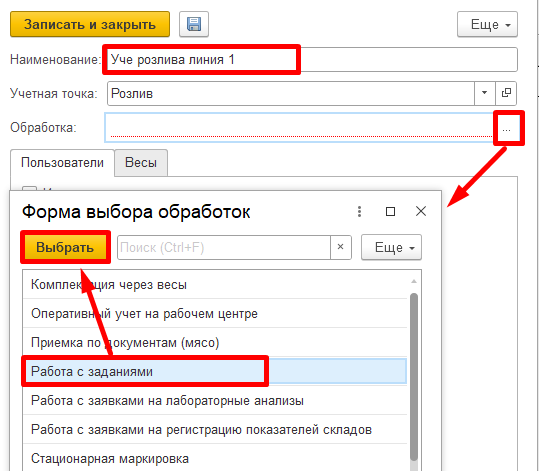 Записать и закрыть Еще
Наименование: Уче розлива линия 1
Учетная точка: Розлив
Обработка: ...
Пользователи Весы
Форма выбора обработок
Выбрать Поиск (Ctrl+F) × Еще
Комплектация через весы
Оперативный учет на рабочем центре
Приемка по документам (мясо)
Работа с заданиями
Работа с заявками на лабораторные анализы
Работа с заявками на регистрацию показателей складов
Стационарная маркировка